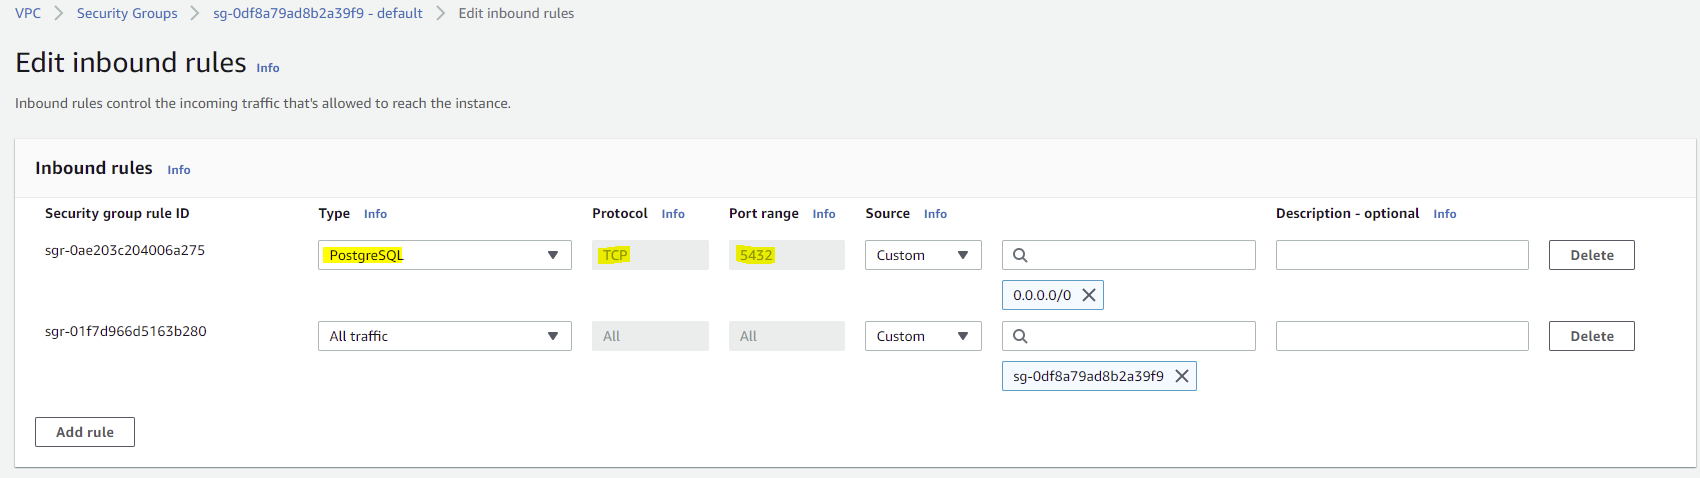 VPC > Security Groups > sg-0df8a79ad8b2a39f9 - default > Edit inbound rules
Edit inbound rules Info
Inbound rules control the incoming traffic that's allowed to reach the instance.
Inbound rules Info
Security group rule ID Type Info Protocol Info Port range Info Source Info Description - optional Info
sgr-0ae203c204006a275 PostgreSQL TCP 5432 Custom Delete
0.0.0.0/0
sgr-01f7d966d5163b280 All traffic All All Custom Delete
sg-0df8a79ad8b2a39f9
Add rule